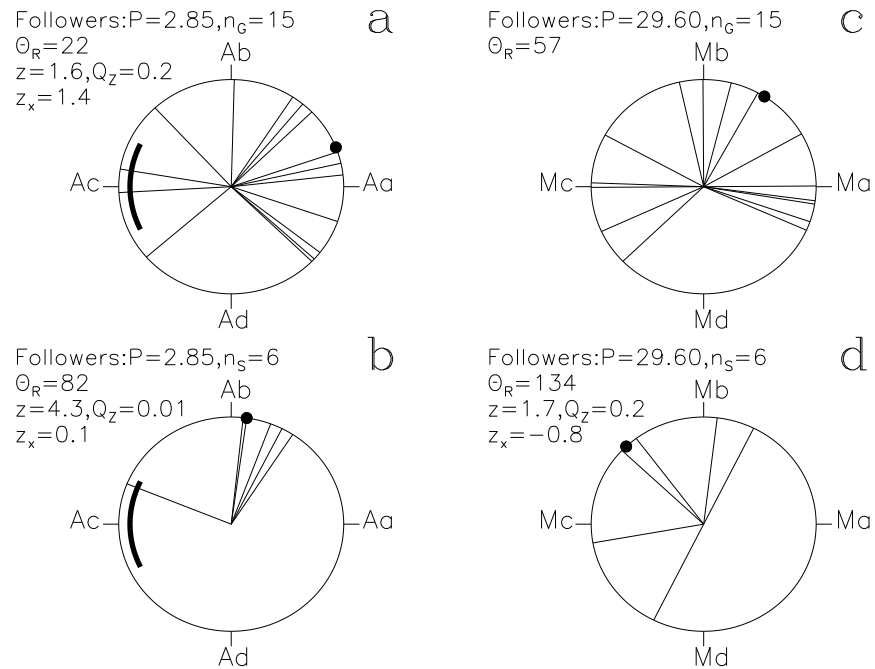 Followers:P=2.85,n_G=15
a
Θ_R=22
z=1.6,Q_Z=0.2
z_x=1.4
Ab
Ac
Aa
Ad
Followers:P=29.60,n_G=15
c
Θ_R=57
Mb
Mc
Ma
Md
Followers:P=2.85,n_S=6
b
Θ_R=82
z=4.3,Q_Z=0.01
z_x=0.1
Ab
Ac
Aa
Ad
Followers:P=29.60,n_S=6
d
Θ_R=134
z=1.7,Q_Z=0.2
z_x=−0.8
Mb
Mc
Ma
Md